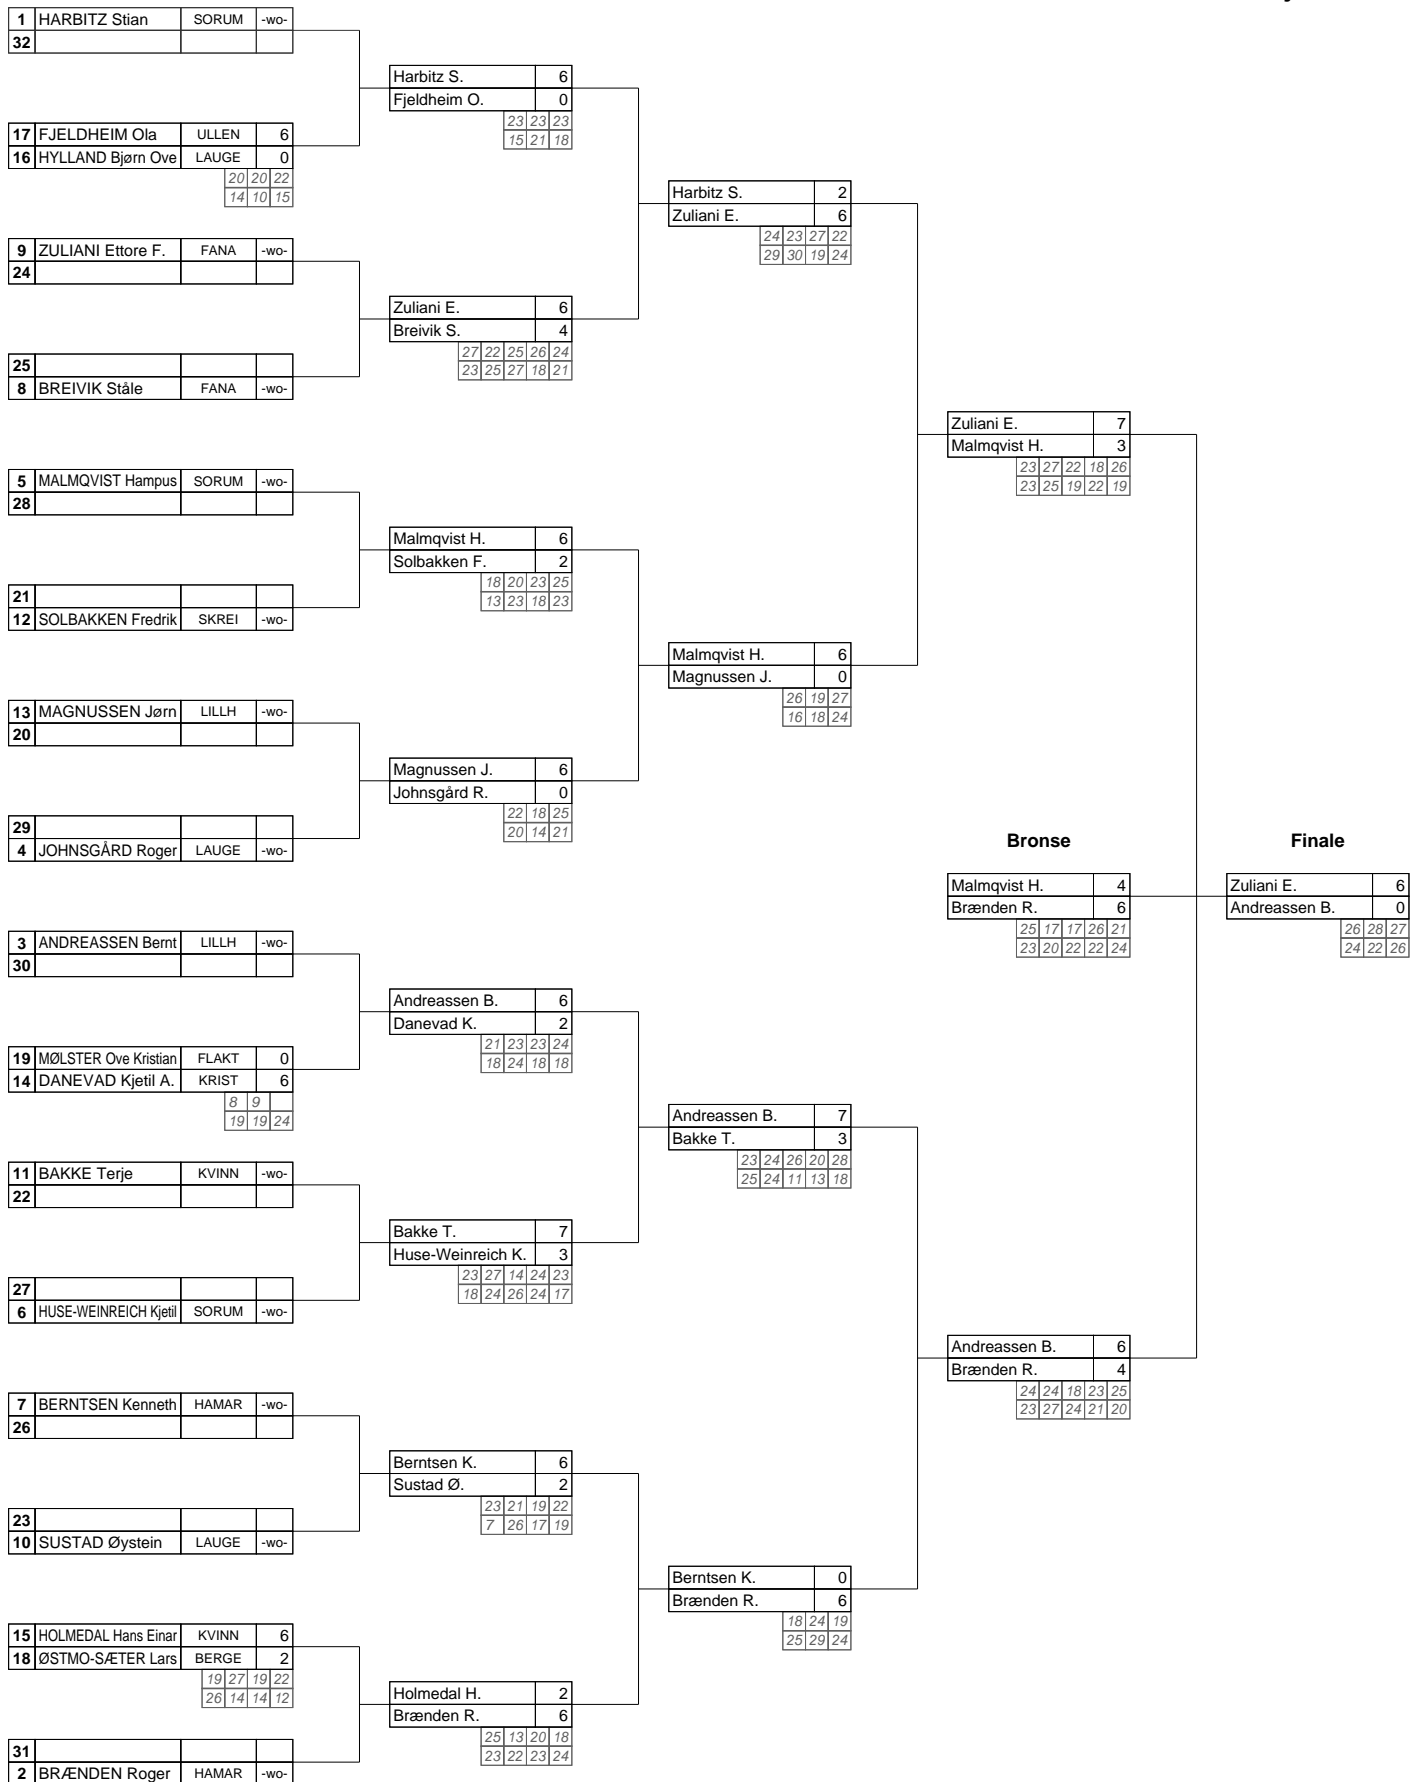 1 HARBITZ Stian SORUM -wo-
32
Harbitz S. 6
Fjeldheim O. 0
23 23 23
15 21 18
17 FJELDHEIM Ola ULLEN 6
16 HYLLAND Bjørn Ove LAUGE 0
20 20 22
14 10 15
Harbitz S. 2
Zuliani E. 6
24 23 27 22
29 30 19 24
9 ZULIANI Ettore F. FANA -wo-
24
Zuliani E. 6
Breivik S. 4
27 22 25 26 24
23 25 27 18 21
25
8 BREIVIK Ståle FANA -wo-
Zuliani E. 7
Malmqvist H. 3
23 27 22 18 26
23 25 19 22 19
5 MALMQVIST Hampus SORUM -wo-
28
Malmqvist H. 6
Solbakken F. 2
18 20 23 25
13 23 18 23
21
12 SOLBAKKEN Fredrik SKREI -wo-
Malmqvist H. 6
Magnussen J. 0
26 19 27
16 18 24
13 MAGNUSSEN Jørn LILLH -wo-
20
Magnussen J. 6
Johnsgård R. 0
22 18 25
20 14 21
29
4 JOHNSGÅRD Roger LAUGE -wo-
Bronse
Finale
Malmqvist H. 4
Brænden R. 6
25 17 17 26 21
23 20 22 22 24
Zuliani E. 6
Andreassen B. 0
26 28 27
24 22 26
3 ANDREASSEN Bernt LILLH -wo-
30
Andreassen B. 6
Danevad K. 2
21 23 23 24
18 24 18 18
19 MØLSTER Ove Kristian FLAKT 0
14 DANEVAD Kjetil A. KRIST 6
8 9
19 19 24
Andreassen B. 7
Bakke T. 3
23 24 26 20 28
25 24 11 13 18
11 BAKKE Terje KVINN -wo-
22
Bakke T. 7
Huse-Weinreich K. 3
23 27 14 24 23
18 24 26 24 17
27
6 HUSE-WEINREICH Kjetil SORUM -wo-
Andreassen B. 6
Brænden R. 4
24 24 18 23 25
23 27 24 21 20
7 BERNTSEN Kenneth HAMAR -wo-
26
Berntsen K. 6
Sustad Ø. 2
23 21 19 22
7 26 17 19
23
10 SUSTAD Øystein LAUGE -wo-
Berntsen K. 0
Brænden R. 6
18 24 19
25 29 24
15 HOLMEDAL Hans Einar KVINN 6
18 ØSTMO-SÆTER Lars BERGE 2
19 27 19 22
26 14 14 12
Holmedal H. 2
Brænden R. 6
25 13 20 18
23 22 23 24
31
2 BRÆNDEN Roger HAMAR -wo-